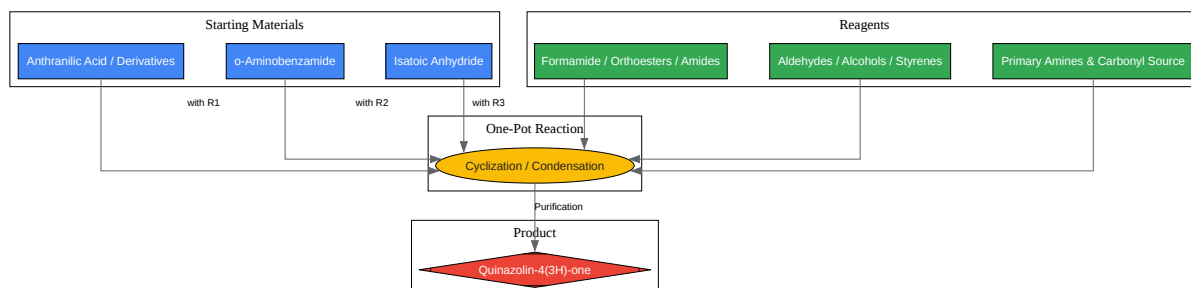 Starting Materials
Reagents
Anthranilic Acid / Derivatives
o-Aminobenzamide
Isatoic Anhydride
Formamide / Orthoesters / Amides
Aldehydes / Alcohols / Styrenes
Primary Amines & Carbonyl Source
with R1
with R2
with R3
One-Pot Reaction
Cyclization / Condensation
Purification
Product
Quinazolin-4(3H)-one